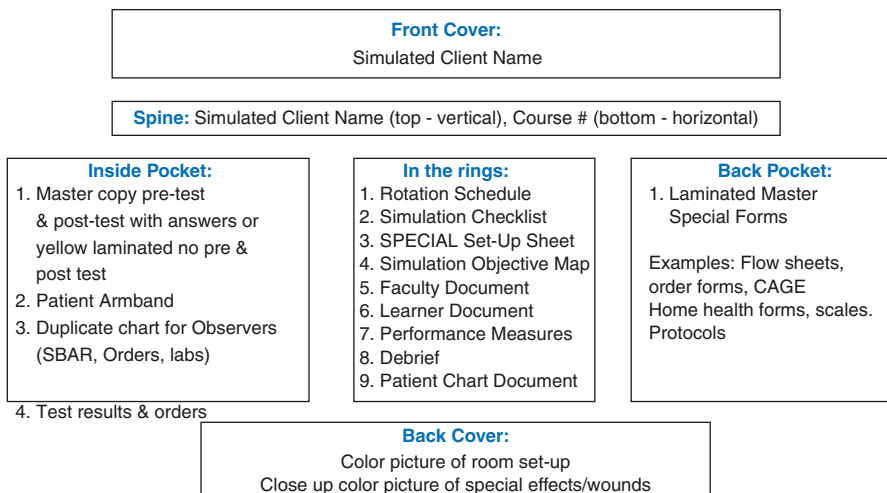 Front Cover:
Simulated Client Name
Spine: Simulated Client Name (top - vertical), Course # (bottom - horizontal)
Inside Pocket:
1. Master copy pre-test
& post-test with answers or
yellow laminated no pre &
post test
2. Patient Armband
3. Duplicate chart for Observers
(SBAR, Orders, labs)
4. Test results & orders
In the rings:
1. Rotation Schedule
2. Simulation Checklist
3. SPECIAL Set-Up Sheet
4. Simulation Objective Map
5. Faculty Document
6. Learner Document
7. Performance Measures
8. Debrief
9. Patient Chart Document
Back Pocket:
1. Laminated Master
Special Forms
Examples: Flow sheets,
order forms, CAGE
Home health forms, scales.
Protocols
Back Cover:
Color picture of room set-up
Close up color picture of special effects/wounds